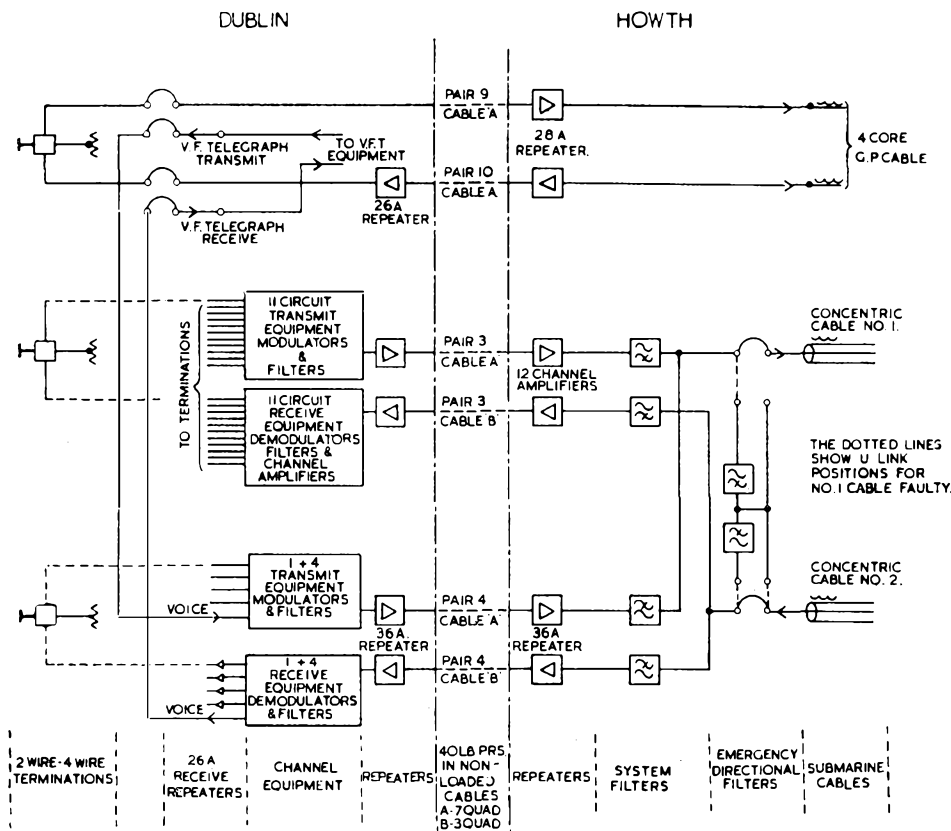 DUBLIN
HOWTH
PAIR 9
CABLE A
28A
REPEATER.
V.F. TELEGRAPH
TRANSMIT
TO V.F.T
EQUIPMENT
4 CORE
G.P CABLE
PAIR 10
CABLE A
26A
REPEATER
V.F. TELEGRAPH
RECEIVE
TO TERMINATIONS
11 CIRCUIT
TRANSMIT
EQUIPMENT
MODULATORS
&
FILTERS
PAIR 3
CABLE A'
12 CHANNEL
AMPLIFIERS
CONCENTRIC
CABLE NO. 1.
11 CIRCUIT
RECEIVE
EQUIPMENT
DEMODULATORS
FILTERS &
CHANNEL
AMPLIFIERS
PAIR 3
CABLE B'
THE DOTTED LINES
SHOW U LINK
POSITIONS FOR
NO.1 CABLE FAULTY.
1 + 4
TRANSMIT
EQUIPMENT
MODULATORS
& FILTERS
VOICE
PAIR 4
CABLE A'
36A.
REPEATER
36A
REPEATER
CONCENTRIC
CABLE NO. 2.
1 + 4
RECEIVE
EQUIPMENT
DEMODULATORS
& FILTERS
VOICE
PAIR 4
CABLE 'B'
2 WIRE-4 WIRE
TERMINATIONS
26A
RECEIVE
REPEATERS
CHANNEL
EQUIPMENT
REPEATERS
40LB PRS
IN NON-
LOADED
CABLES
A-7QUAD
B-3QUAD
REPEATERS
SYSTEM
FILTERS
EMERGENCY
DIRECTIONAL
FILTERS
SUBMARINE
CABLES